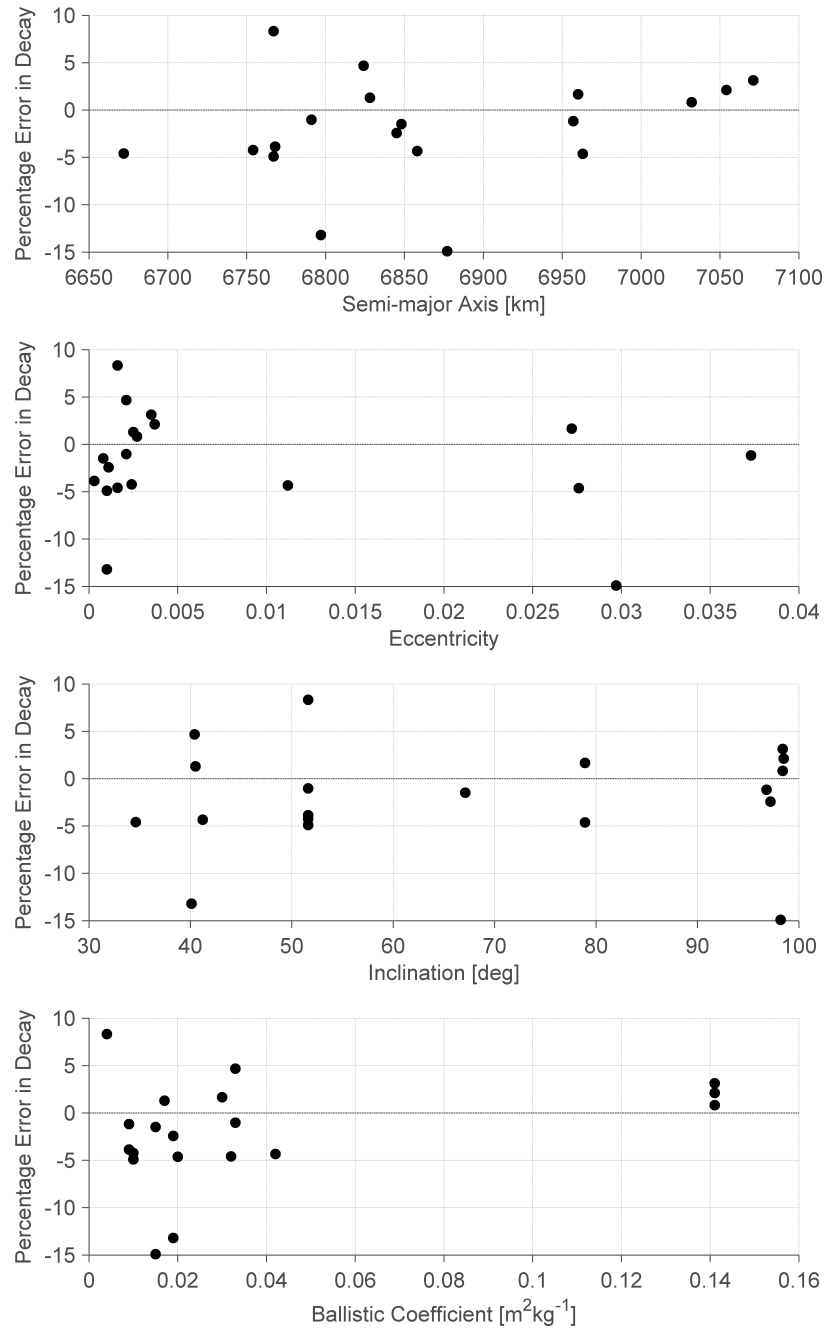 Percentage Error in Decay
10
5
0
-5
-10
-15
6650 6700 6750 6800 6850 6900 6950 7000 7050 7100
Semi-major Axis [km]
Percentage Error in Decay
10
5
0
-5
-10
-15
0 0.005 0.01 0.015 0.02 0.025 0.03 0.035 0.04
Eccentricity
Percentage Error in Decay
10
5
0
-5
-10
-15
30 40 50 60 70 80 90 100
Inclination [deg]
Percentage Error in Decay
10
5
0
-5
-10
-15
0 0.02 0.04 0.06 0.08 0.1 0.12 0.14 0.16
Ballistic Coefficient [m²kg⁻¹]